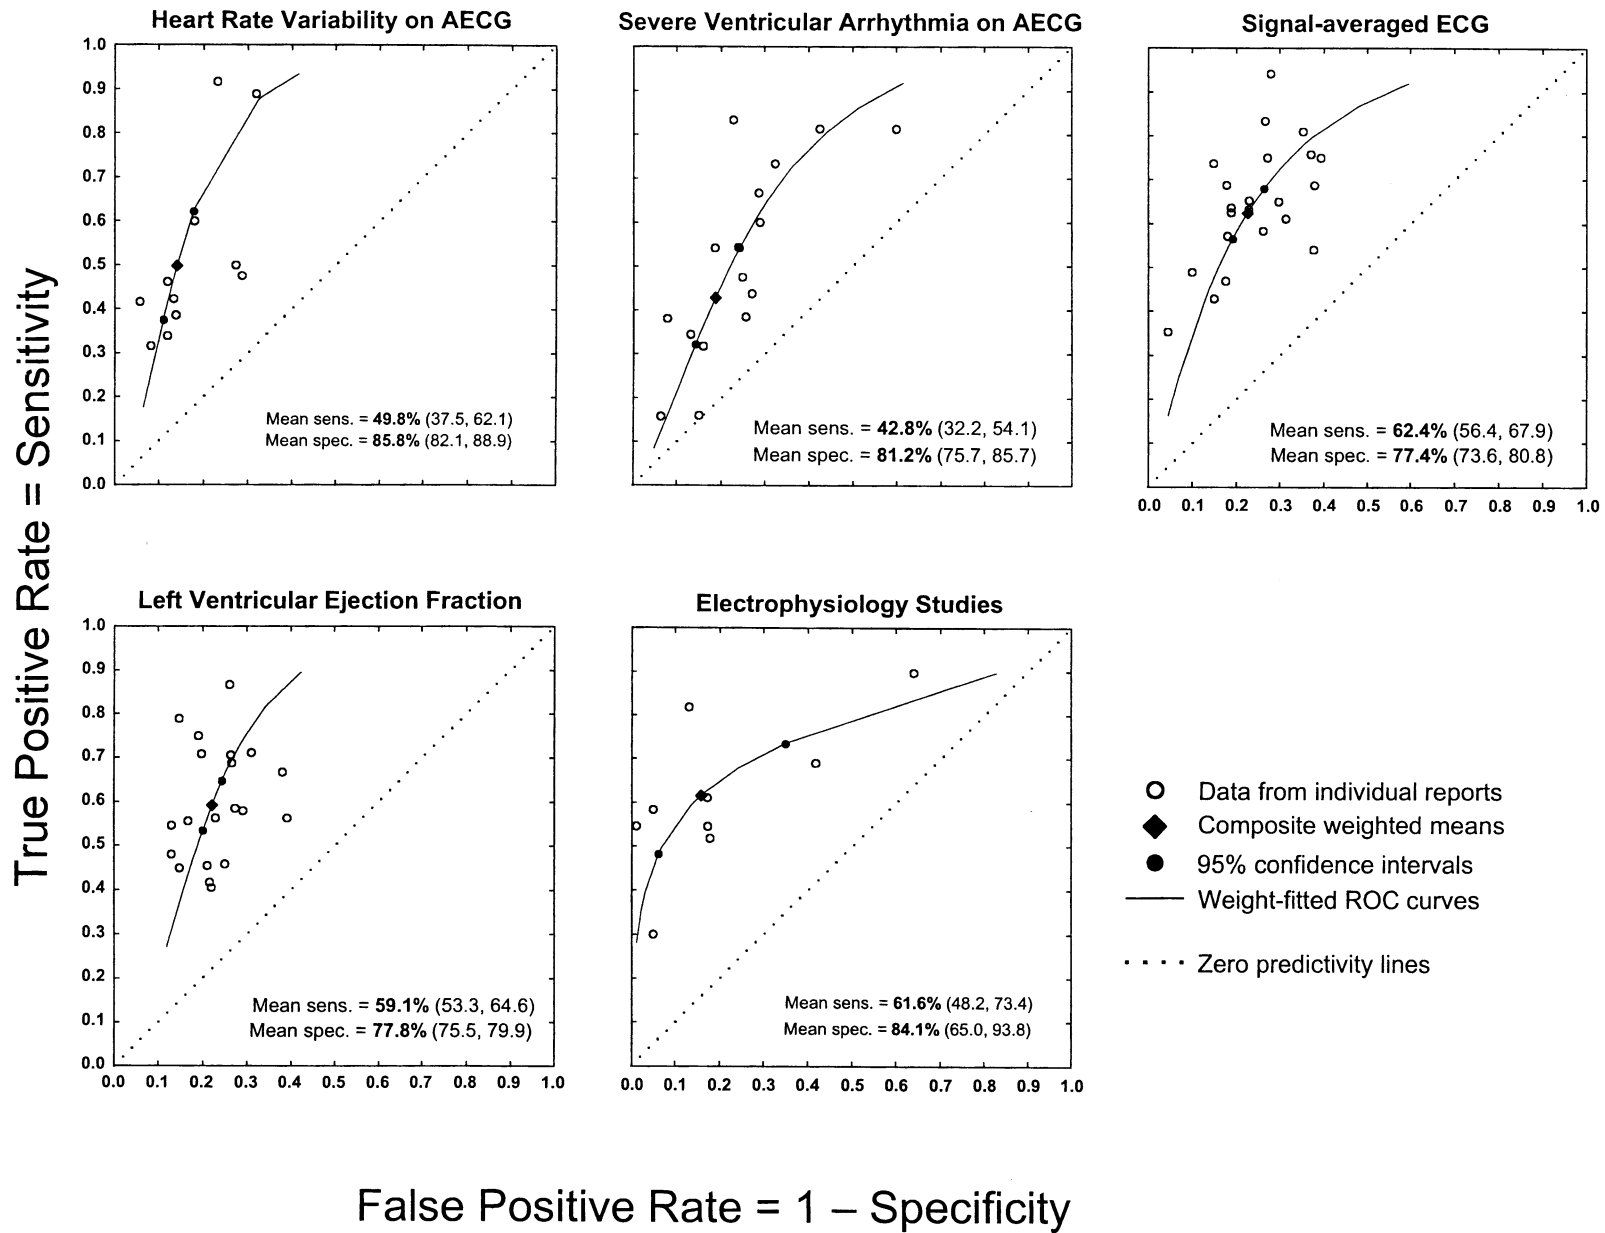 Heart Rate Variability on AECG
Severe Ventricular Arrhythmia on AECG
Signal-averaged ECG
True Positive Rate = Sensitivity
1.0
0.9
0.8
0.7
0.6
0.5
0.4
0.3
0.2
0.1
0.0
Mean sens. = 49.8% (37.5, 62.1)
Mean spec. = 85.8% (82.1, 88.9)
Mean sens. = 42.8% (32.2, 54.1)
Mean spec. = 81.2% (75.7, 85.7)
Mean sens. = 62.4% (56.4, 67.9)
Mean spec. = 77.4% (73.6, 80.8)
0.0 0.1 0.2 0.3 0.4 0.5 0.6 0.7 0.8 0.9 1.0
Left Ventricular Ejection Fraction
Electrophysiology Studies
1.0
0.9
0.8
0.7
0.6
0.5
0.4
0.3
0.2
0.1
0.0
Mean sens. = 59.1% (53.3, 64.6)
Mean spec. = 77.8% (75.5, 79.9)
0.0 0.1 0.2 0.3 0.4 0.5 0.6 0.7 0.8 0.9 1.0
Mean sens. = 61.6% (48.2, 73.4)
Mean spec. = 84.1% (65.0, 93.8)
0.0 0.1 0.2 0.3 0.4 0.5 0.6 0.7 0.8 0.9 1.0
Data from individual reports
Composite weighted means
95% confidence intervals
Weight-fitted ROC curves
Zero predictivity lines
False Positive Rate = 1 – Specificity